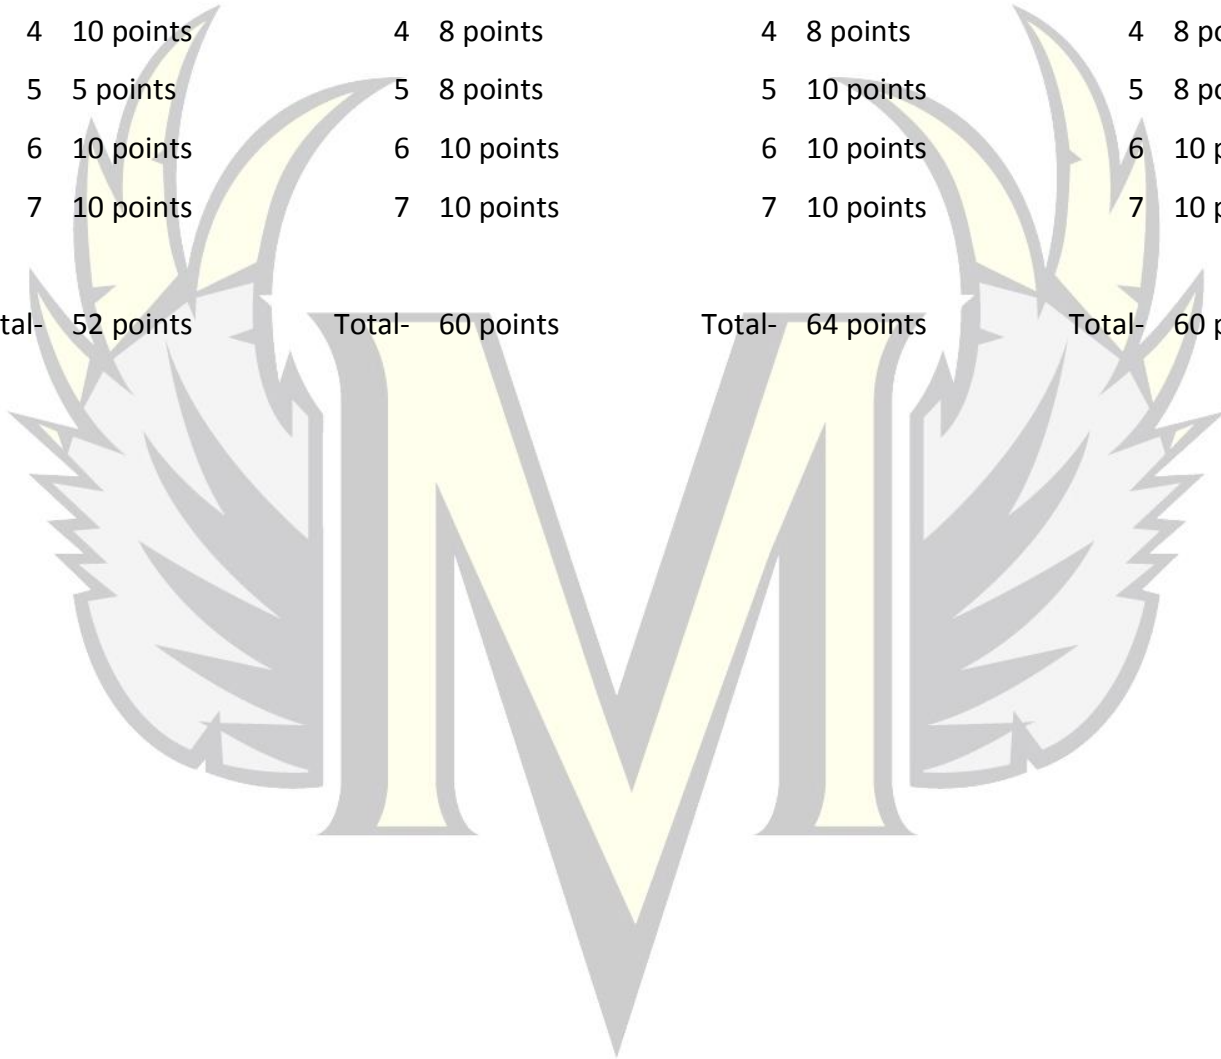 4 10 points 4 8 points 4 8 points 4 8
5 5 points 5 8 points 5 10 points 5 8
6 10 points 6 10 points 6 10 points 6 10
7 10 points 7 10 points 7 10 points 7 10
52 points Total- 60 points Total- 64 points Total- 60
M